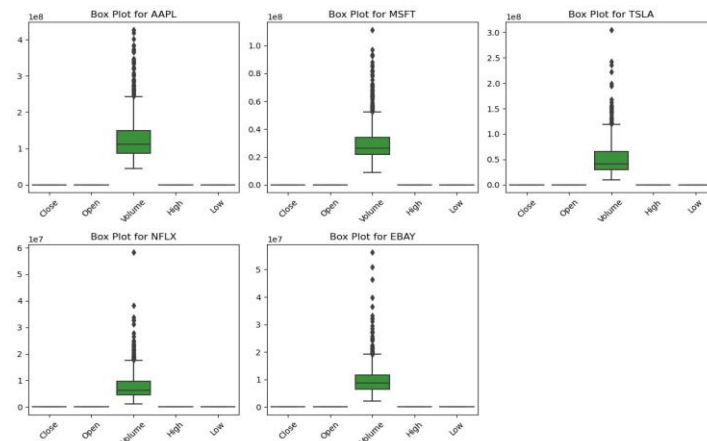 Box Plot for AAPL
1e8
4
3
2
1
0
Close Open Volume High Low
Box Plot for MSFT
1e8
1.0
0.8
0.6
0.4
0.2
0.0
Close Open Volume High Low
Box Plot for TSLA
1e8
3.0
2.5
2.0
1.5
1.0
0.5
0.0
Close Open Volume High Low
Box Plot for NFLX
1e7
6
5
4
3
2
1
0
Close Open Volume High Low
Box Plot for EBAY
1e7
5
4
3
2
1
0
Close Open Volume High Low